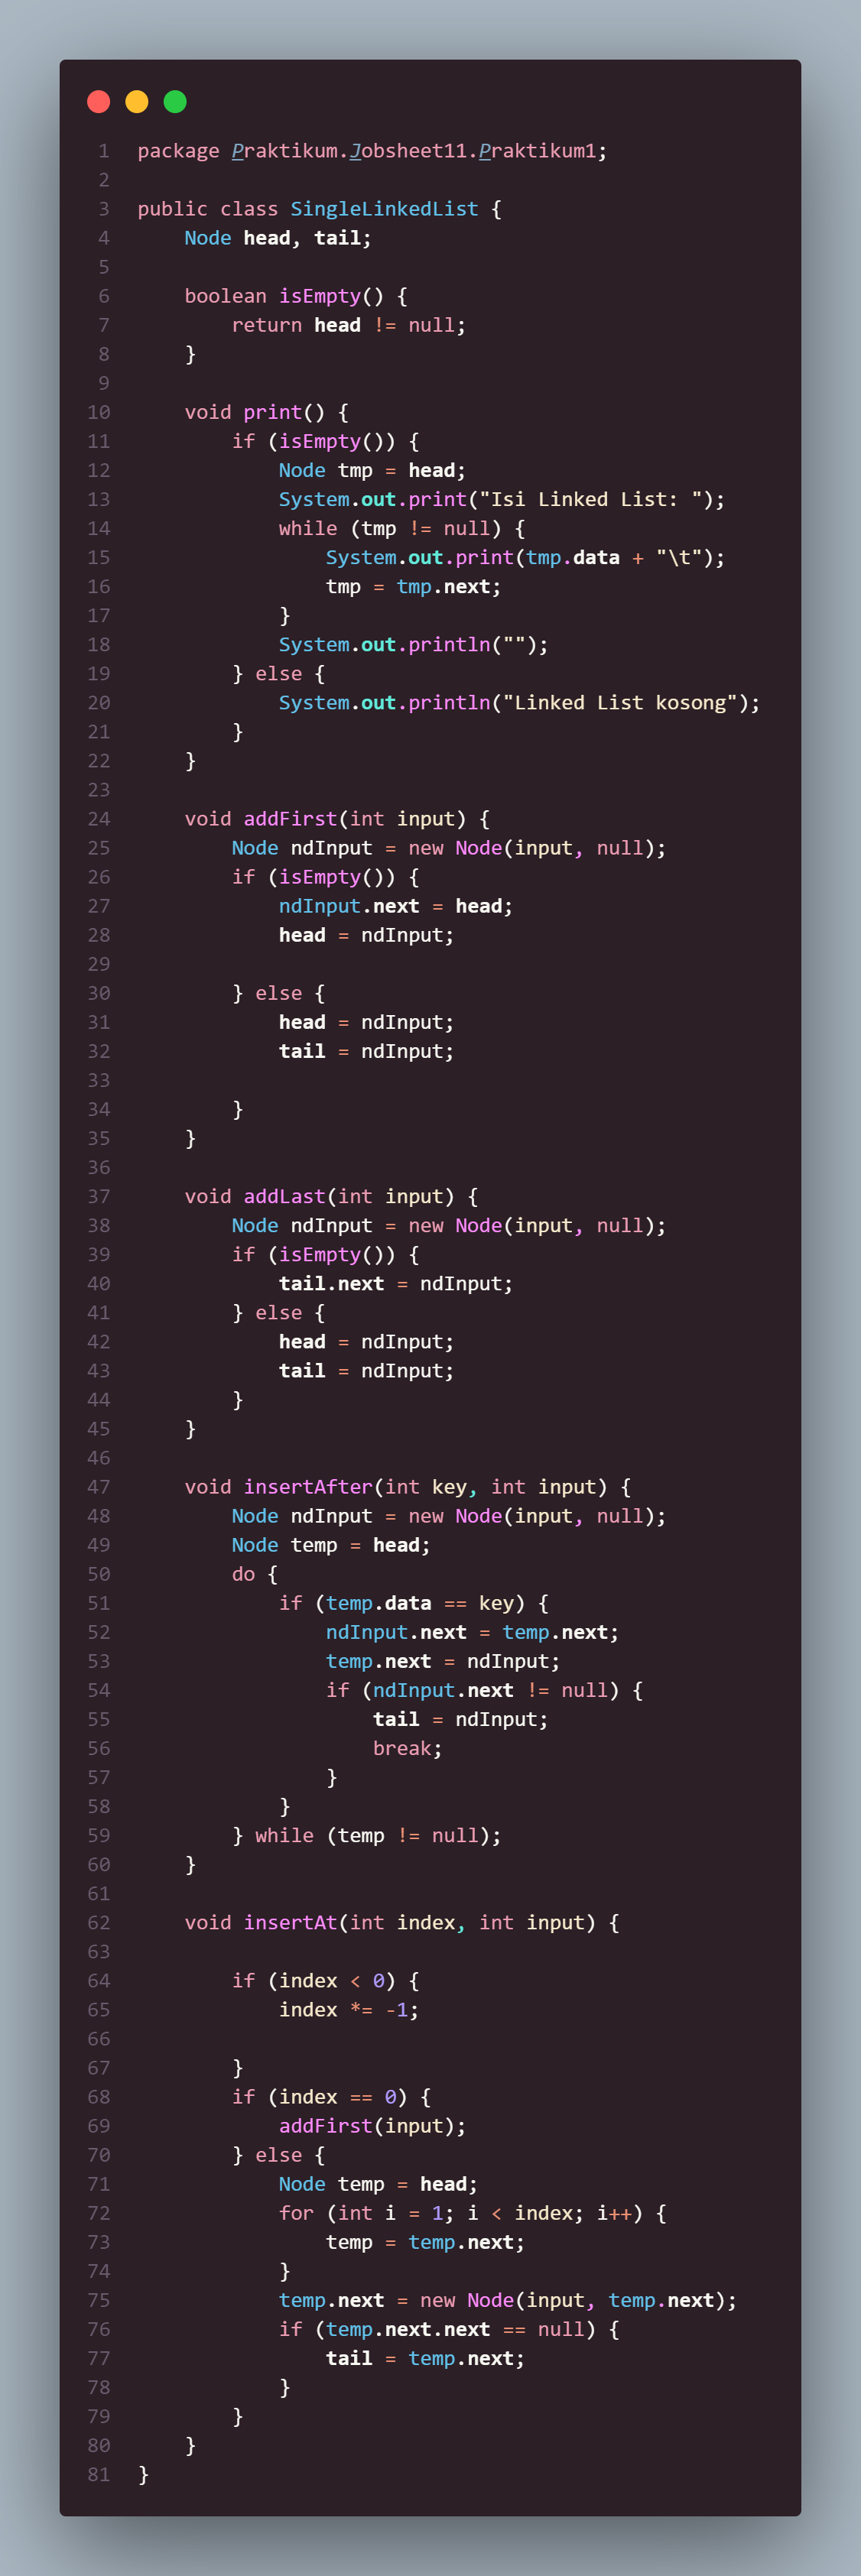 1 package Praktikum.Jobsheet11.Praktikum1;
2
3 public class SingleLinkedList {
4     Node head, tail;
5
6     boolean isEmpty() {
7         return head != null;
8     }
9
10     void print() {
11         if (isEmpty()) {
12             Node tmp = head;
13             System.out.print("Isi Linked List: ");
14             while (tmp != null) {
15                 System.out.print(tmp.data + "\t");
16                 tmp = tmp.next;
17             }
18             System.out.println("");
19         } else {
20             System.out.println("Linked List kosong");
21         }
22     }
23
24     void addFirst(int input) {
25         Node ndInput = new Node(input, null);
26         if (isEmpty()) {
27             ndInput.next = head;
28             head = ndInput;
29
30         } else {
31             head = ndInput;
32             tail = ndInput;
33
34         }
35     }
36
37     void addLast(int input) {
38         Node ndInput = new Node(input, null);
39         if (isEmpty()) {
40             tail.next = ndInput;
41         } else {
42             head = ndInput;
43             tail = ndInput;
44         }
45     }
46
47     void insertAfter(int key, int input) {
48         Node ndInput = new Node(input, null);
49         Node temp = head;
50         do {
51             if (temp.data == key) {
52                 ndInput.next = temp.next;
53                 temp.next = ndInput;
54                 if (ndInput.next != null) {
55                     tail = ndInput;
56                     break;
57                 }
58             }
59         } while (temp != null);
60     }
61
62     void insertAt(int index, int input) {
63
64         if (index < 0) {
65             index *= -1;
66
67         }
68         if (index == 0) {
69             addFirst(input);
70         } else {
71             Node temp = head;
72             for (int i = 1; i < index; i++) {
73                 temp = temp.next;
74             }
75             temp.next = new Node(input, temp.next);
76             if (temp.next.next == null) {
77                 tail = temp.next;
78             }
79         }
80     }
81 }